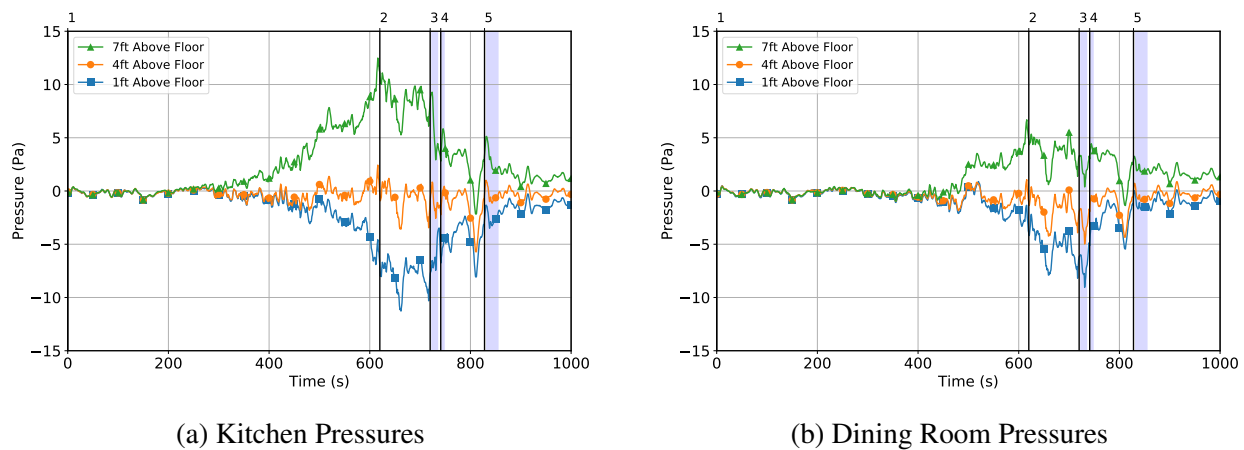 1 2 3 4 5
15
10
5
0
−5
−10
−15
Pressure (Pa)
7ft Above Floor
4ft Above Floor
1ft Above Floor
0 200 400 600 800 1000
Time (s)
(a) Kitchen Pressures
1 2 3 4 5
15
10
5
0
−5
−10
−15
Pressure (Pa)
7ft Above Floor
4ft Above Floor
1ft Above Floor
0 200 400 600 800 1000
Time (s)
(b) Dining Room Pressures